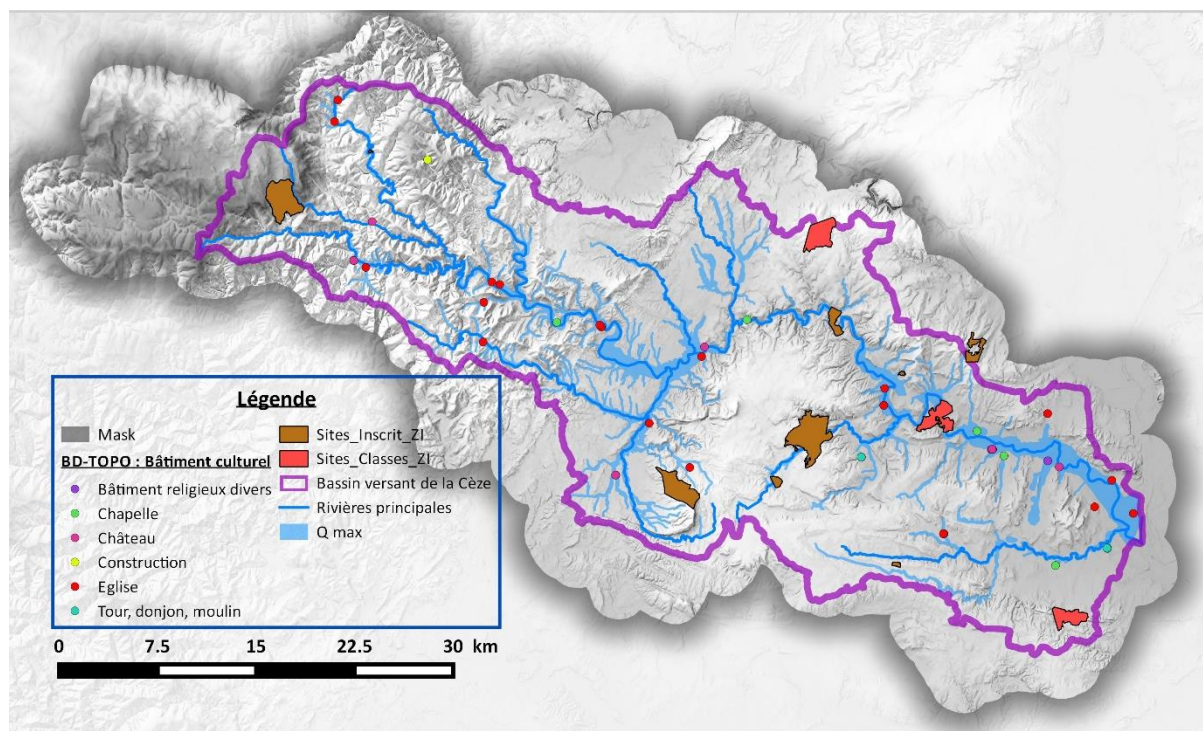 Légende
Mask
BD-TOPO : Bâtiment culturel
Bâtiment religieux divers
Chapelle
Château
Construction
Eglise
Tour, donjon, moulin
Sites_Inscrit_ZI
Sites_Classes_ZI
Bassin versant de la Cèze
Rivières principales
Q max
0 7.5 15 22.5 30 km